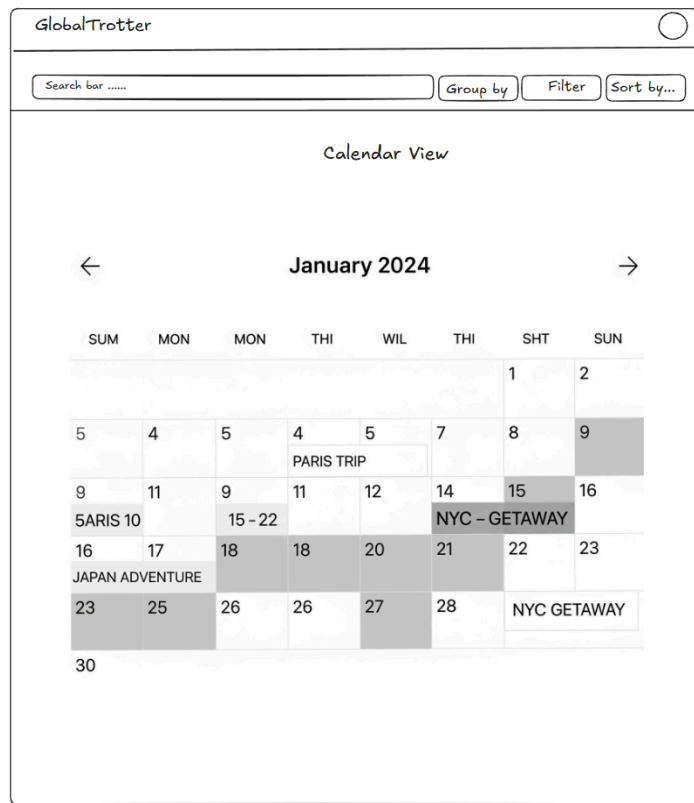 GlobalTrotter
Search bar ...... Group by Filter Sort by...
Calendar View
← January 2024 →
SUM MON MON THI WIL THI SHT SUN
1 2
5 4 5 4 5 7 8 9
PARIS TRIP
9 11 9 11 12 14 15 16
5ARIS 10 15-22 NYC – GETAWAY
16 17 18 18 20 21 22 23
JAPAN ADVENTURE
23 25 26 26 27 28 NYC GETAWAY
30